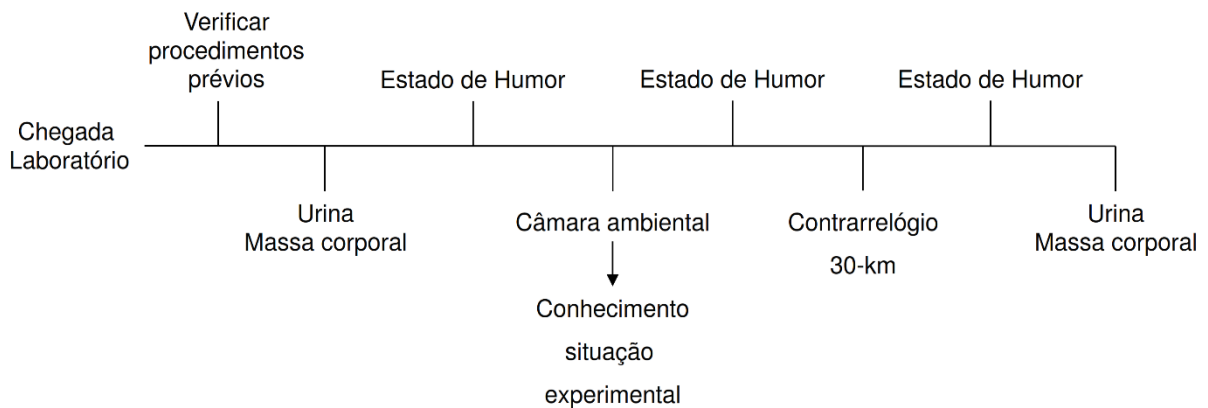 Verificar
procedimentos
prévios
Estado de Humor
Estado de Humor
Estado de Humor
Chegada
Laboratório
Urina
Massa corporal
Câmara ambiental
Contrarrelógio
30-km
Urina
Massa corporal
Conhecimento
situação
experimental